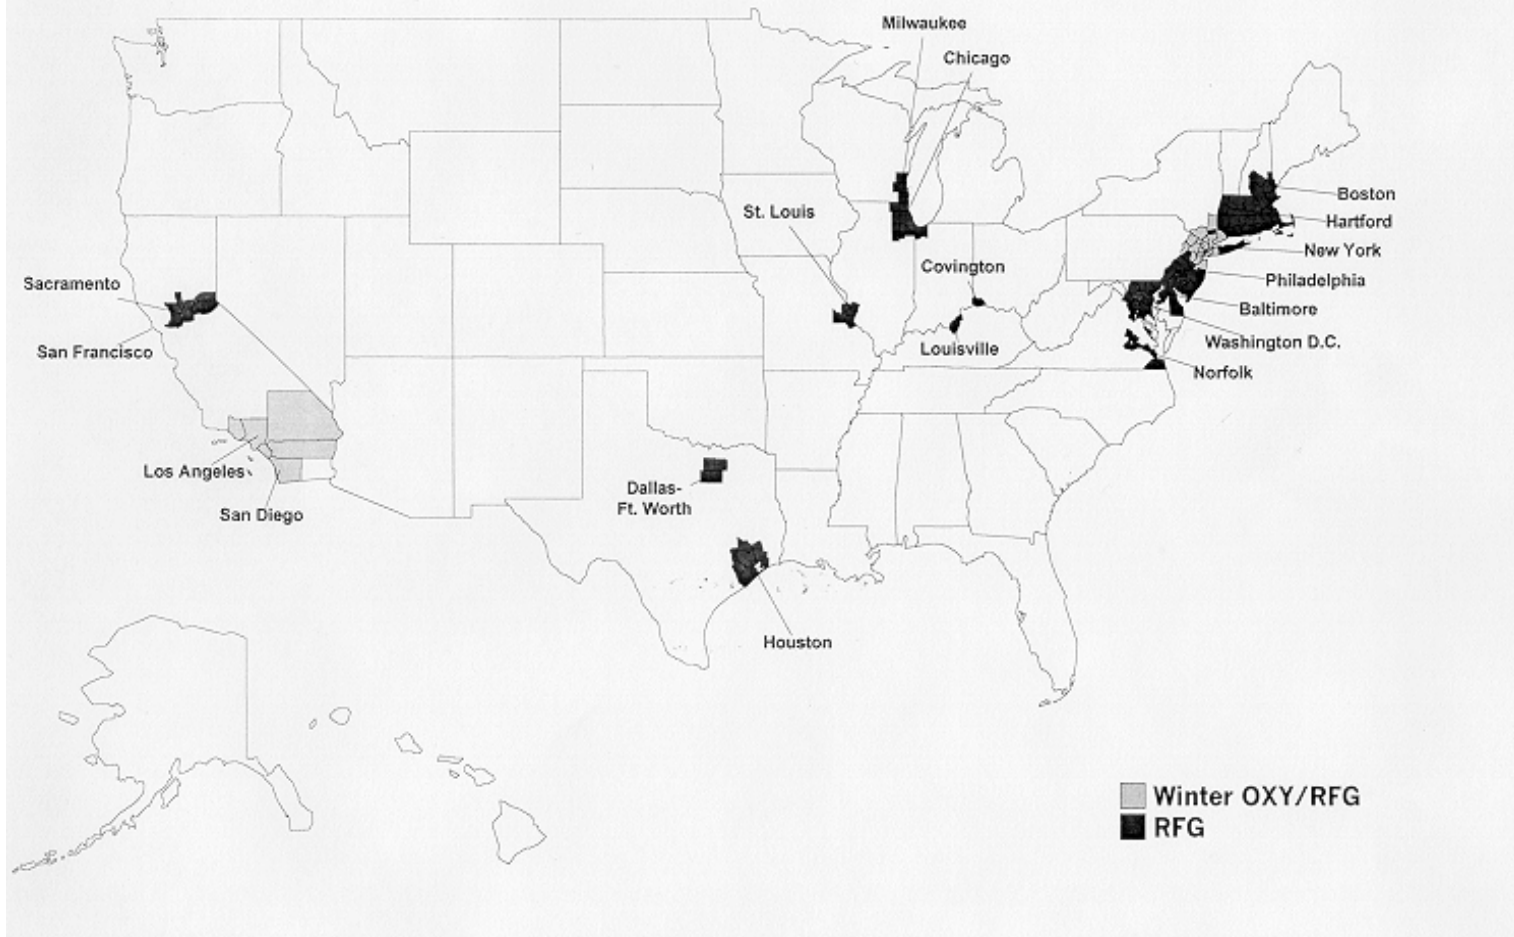 Milwaukee
Chicago
Boston
St. Louis
Hartford
New York
Covington
Philadelphia
Sacramento
Baltimore
Washington D.C.
San Francisco
Louisville
Norfolk
Los Angeles
Dallas-
Ft. Worth
San Diego
Houston
Winter OXY/RFG
RFG